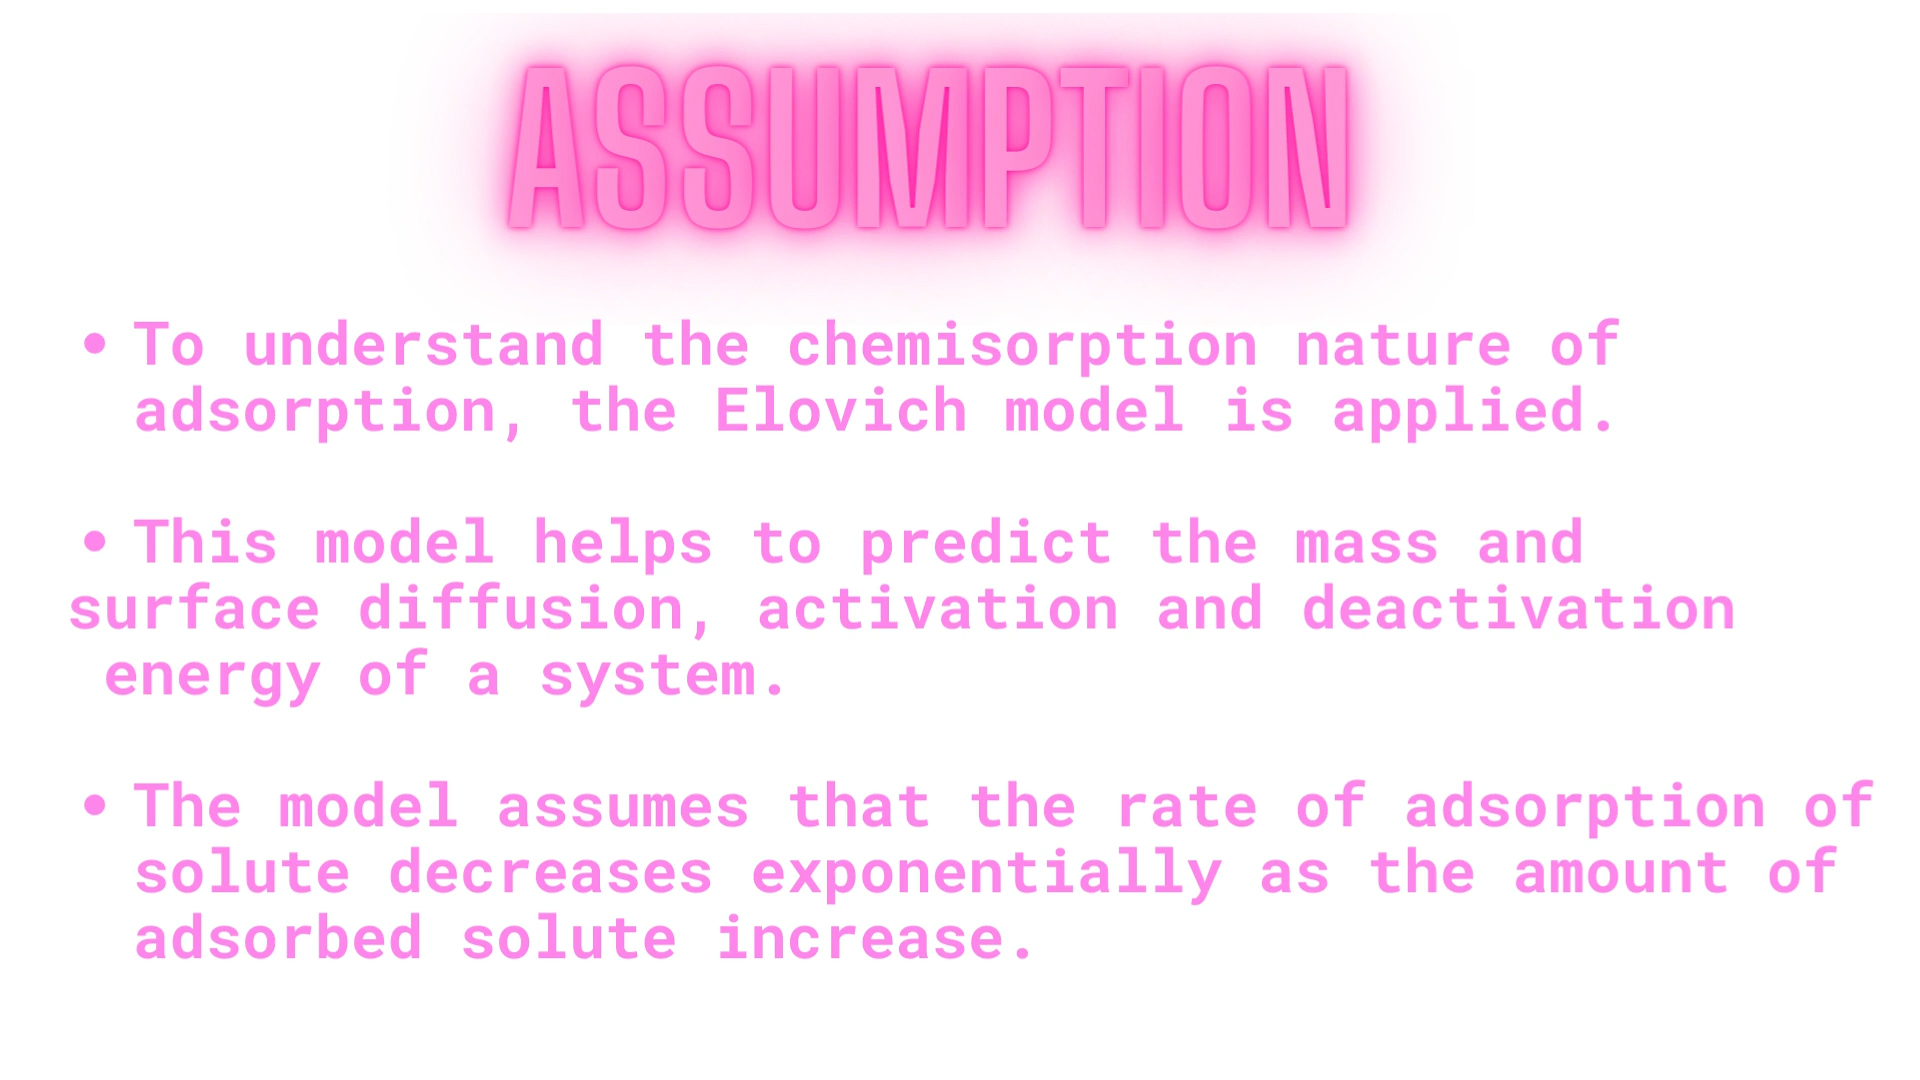 ASSUMPTION
• To understand the chemisorption nature of
adsorption, the Elovich model is applied.
• This model helps to predict the mass and
surface diffusion, activation and deactivation
energy of a system.
• The model assumes that the rate of adsorption of
solute decreases exponentially as the amount of
adsorbed solute increase.